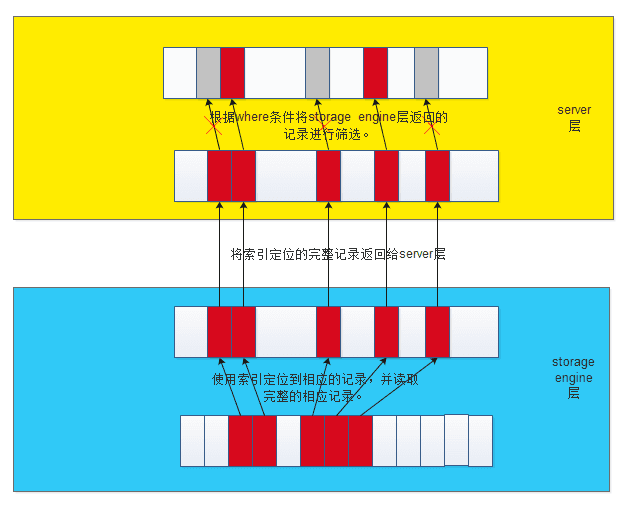 根据where条件将storage engine层返回的
记录进行筛选。
server
层
将索引定位的完整记录返回给server层
storage
engine
层
使用索引定位到相应的记录，并读取
完整的相应记录。